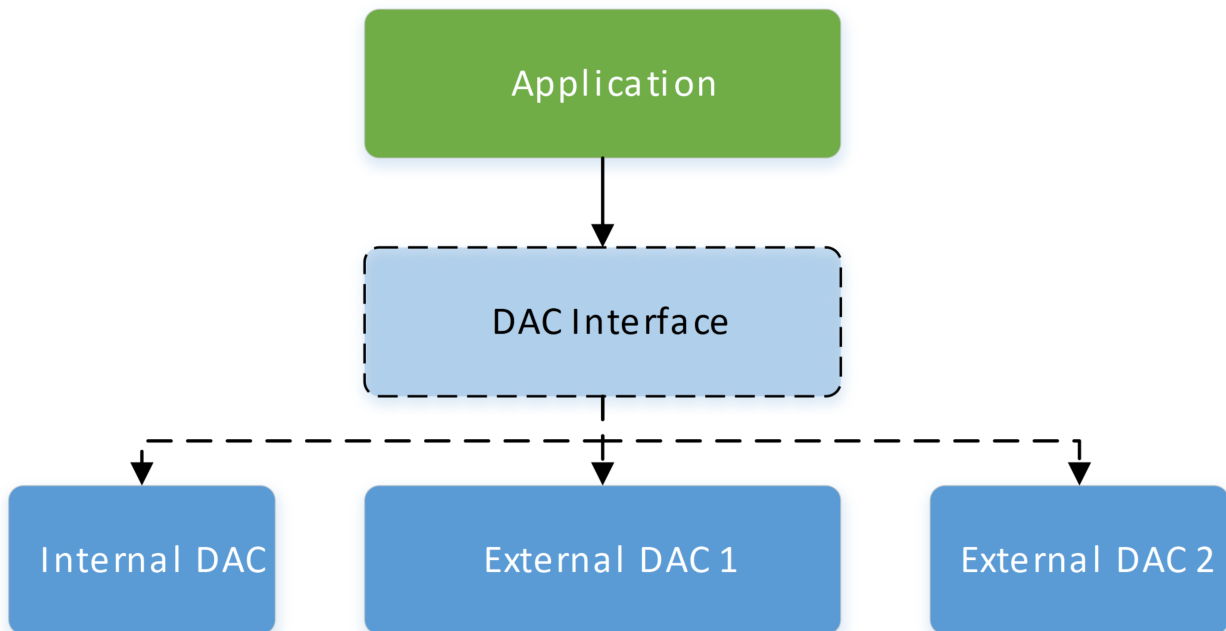 Application
DAC Interface
Internal DAC
External DAC 1
External DAC 2